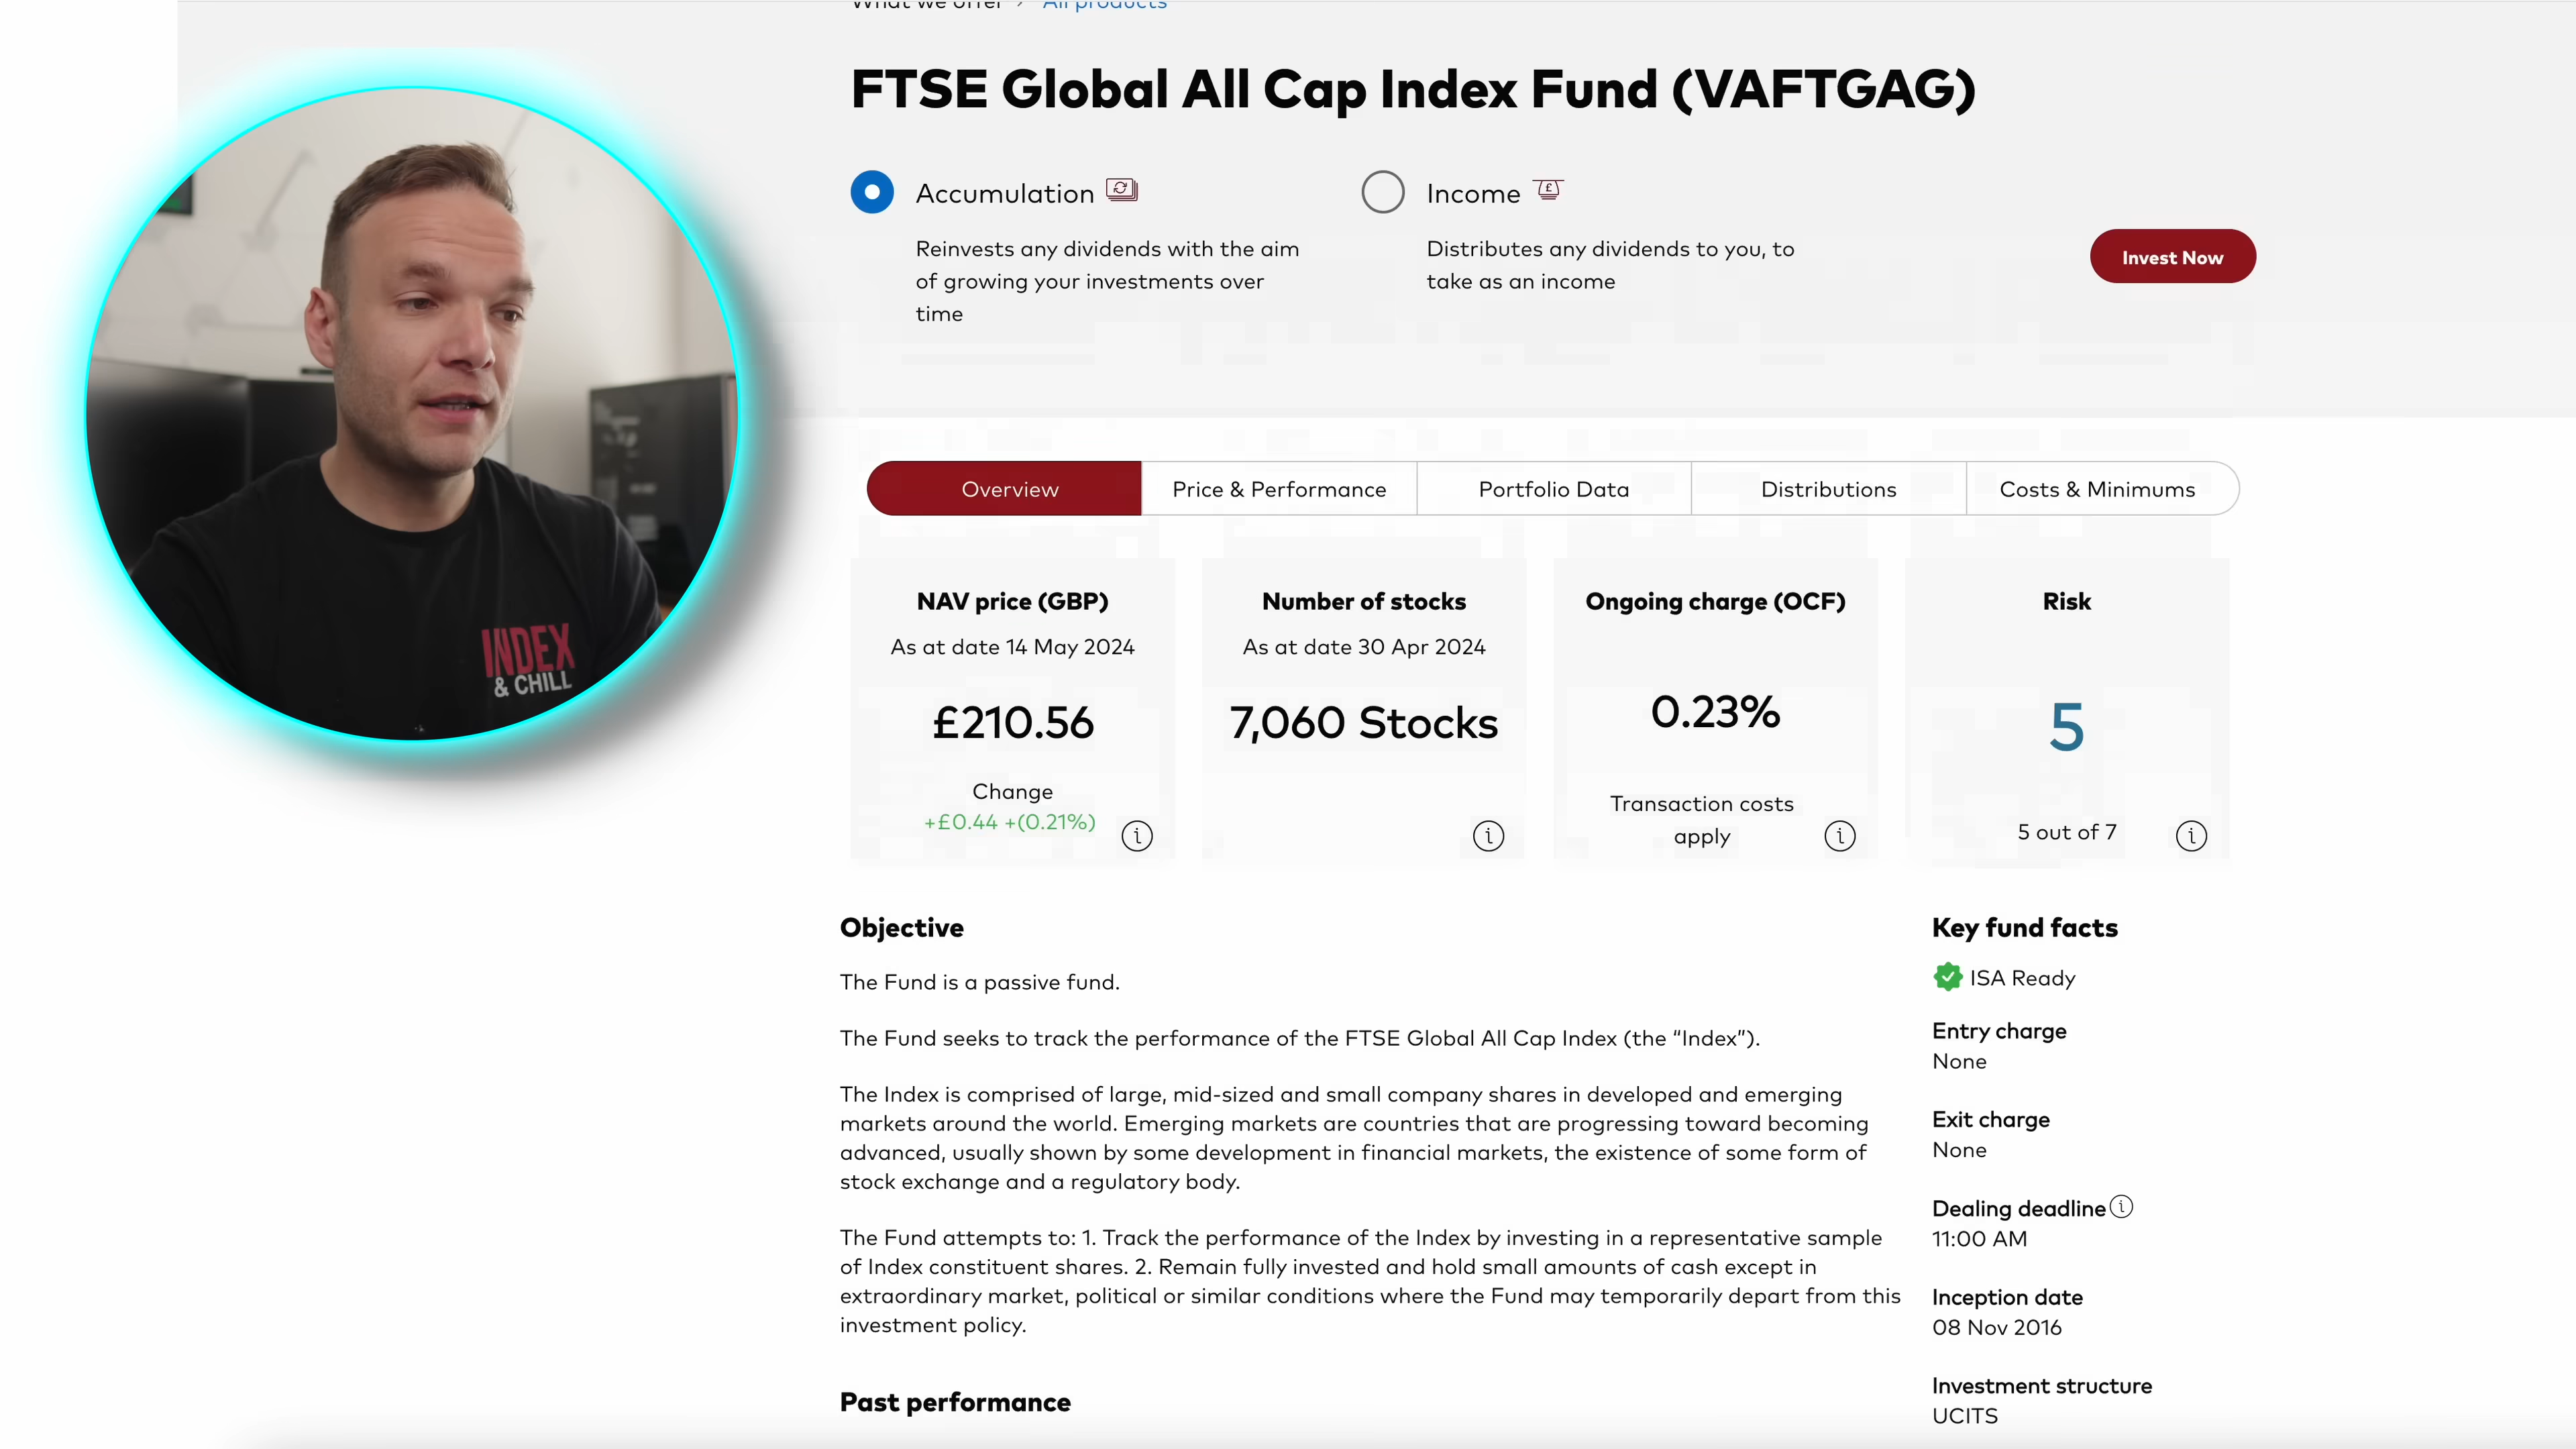 What we offer > All products
FTSE Global All Cap Index Fund (VAFTGAG)
Accumulation
Reinvests any dividends with the aim
of growing your investments over
time
Income
£
Distributes any dividends to you, to
take as an income
Invest Now
INDEX
& CHILL
Overview
Price & Performance
Portfolio Data
Distributions
Costs & Minimums
NAV price (GBP)
As at date 14 May 2024
£210.56
Change
+£0.44 +(0.21%)
i
Number of stocks
As at date 30 Apr 2024
7,060 Stocks
i
Ongoing charge (OCF)
0.23%
Transaction costs
apply
i
Risk
5
5 out of 7
i
Objective
The Fund is a passive fund.
The Fund seeks to track the performance of the FTSE Global All Cap Index (the “Index”).
The Index is comprised of large, mid-sized and small company shares in developed and emerging
markets around the world. Emerging markets are countries that are progressing toward becoming
advanced, usually shown by some development in financial markets, the existence of some form of
stock exchange and a regulatory body.
The Fund attempts to: 1. Track the performance of the Index by investing in a representative sample
of Index constituent shares. 2. Remain fully invested and hold small amounts of cash except in
extraordinary market, political or similar conditions where the Fund may temporarily depart from this
investment policy.
Past performance
Key fund facts
ISA Ready
Entry charge
None
Exit charge
None
Dealing deadline i
11:00 AM
Inception date
08 Nov 2016
Investment structure
UCITS